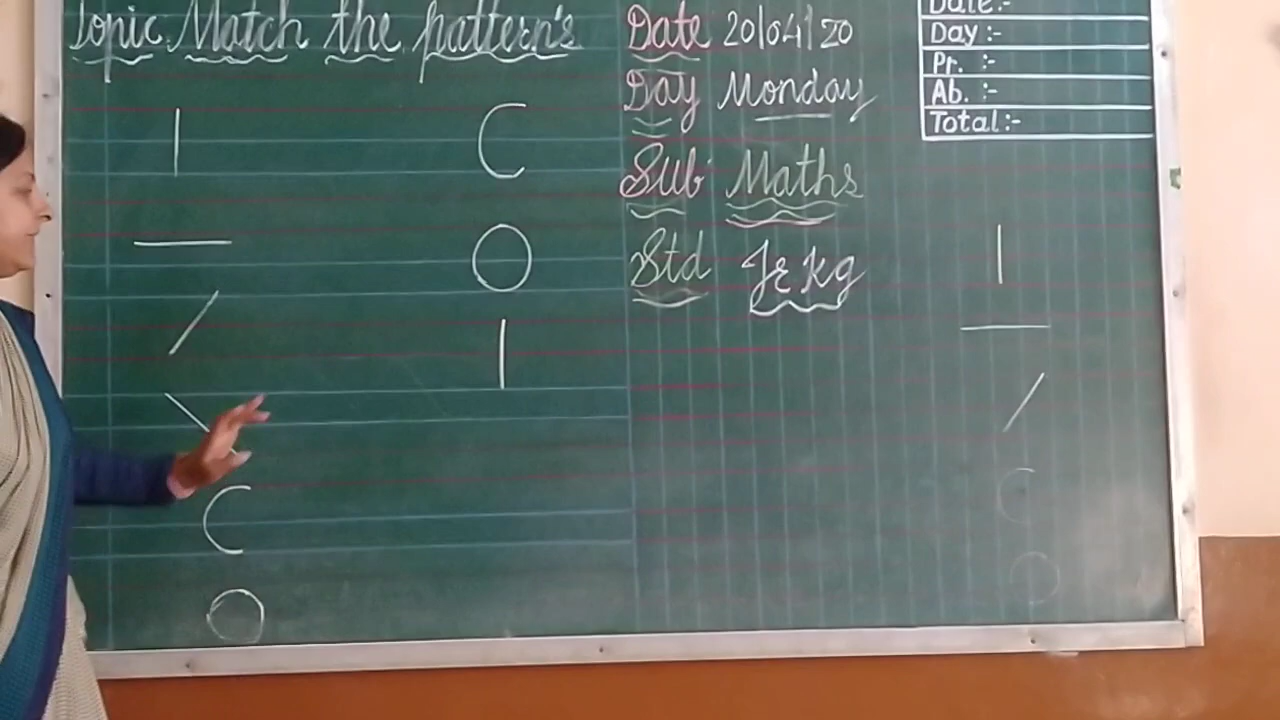 Topic Match the pattern's
Date 20/04/20
Day Monday
Sub Maths
Std Jr Kg
Date:-
Day :-
Pr. :-
Ab. :-
Total:-